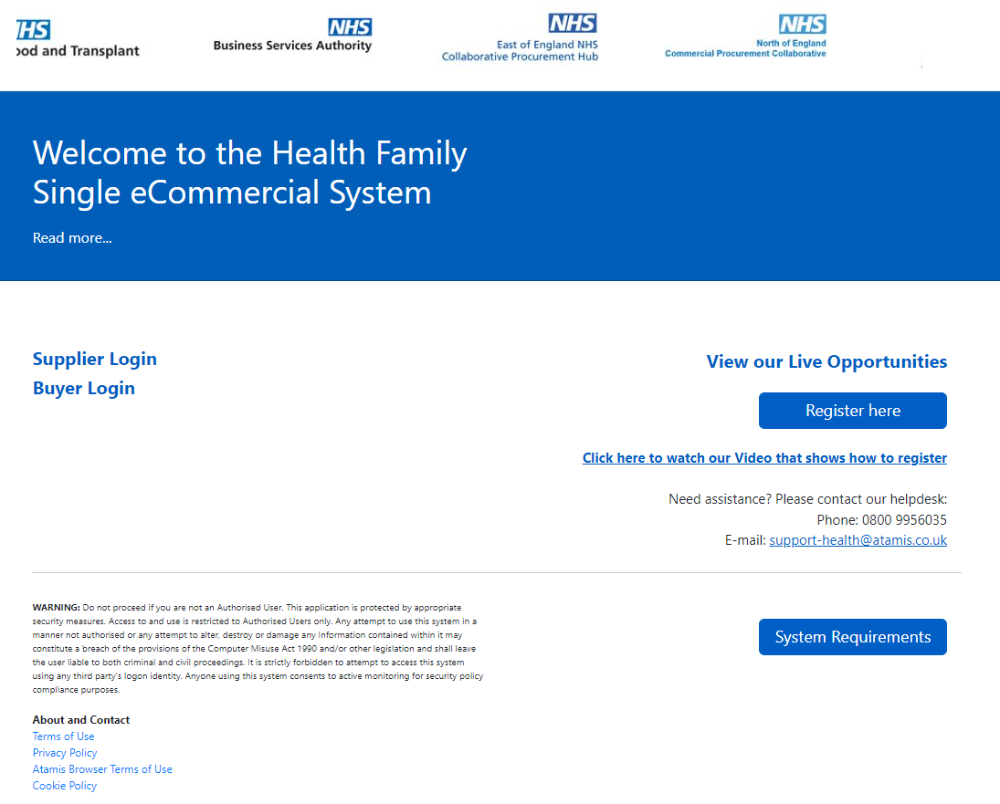 NHS
Business Services Authority
NHS
East of England NHS
Collaborative Procurement Hub
NHS
North of England
Commercial Procurement Collaborative
HS
and Transplant
Welcome to the Health Family
Single eCommercial System
Read more...
Supplier Login
Buyer Login
View our Live Opportunities
Register here
Click here to watch our Video that shows how to register
Need assistance? Please contact our helpdesk:
Phone: 0800 9956035
E-mail: support-health@atamis.co.uk
WARNING: Do not proceed if you are not an Authorised User. This application is protected by appropriate
security measures. Access to and use is restricted to Authorised Users only. Any attempt to use this system in a
manner not authorised or any attempt to alter, destroy or damage any Information contained within it may
constitute a breach of the provisions of the Computer Misuse Act 1990 and/or other legislation and shall leave
the user liable to both criminal and civil proceedings. It is strictly forbidden to attempt to access this system
using any third party's logon identity. Anyone using this system consents to active monitoring for security policy
compliance purposes.
System Requirements
About and Contact
Terms of Use
Privacy Policy
Atamis Browser Terms of Use
Cookie Policy